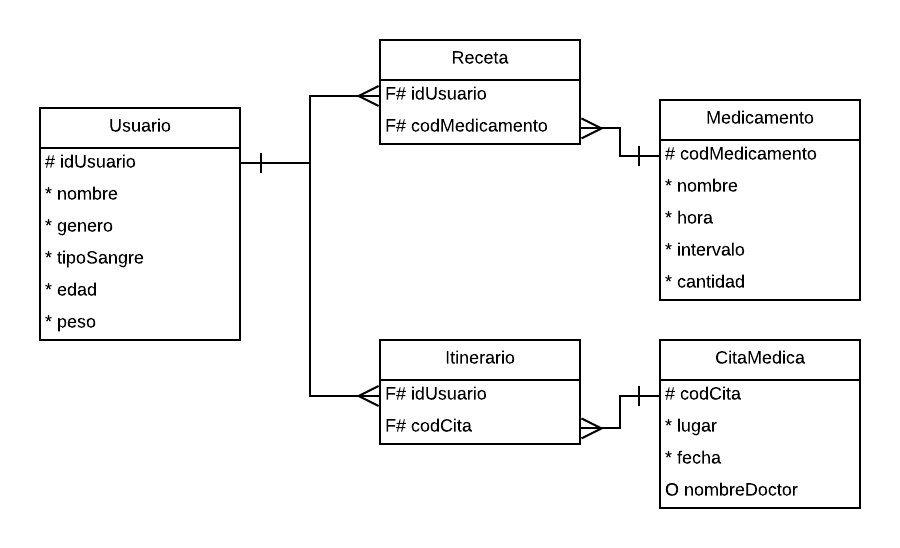 Usuario
# idUsuario
* nombre
* genero
* tipoSangre
* edad
* peso
Receta
F# idUsuario
F# codMedicamento
Medicamento
# codMedicamento
* nombre
* hora
* intervalo
* cantidad
Itinerario
F# idUsuario
F# codCita
CitaMedica
# codCita
* lugar
* fecha
O nombreDoctor